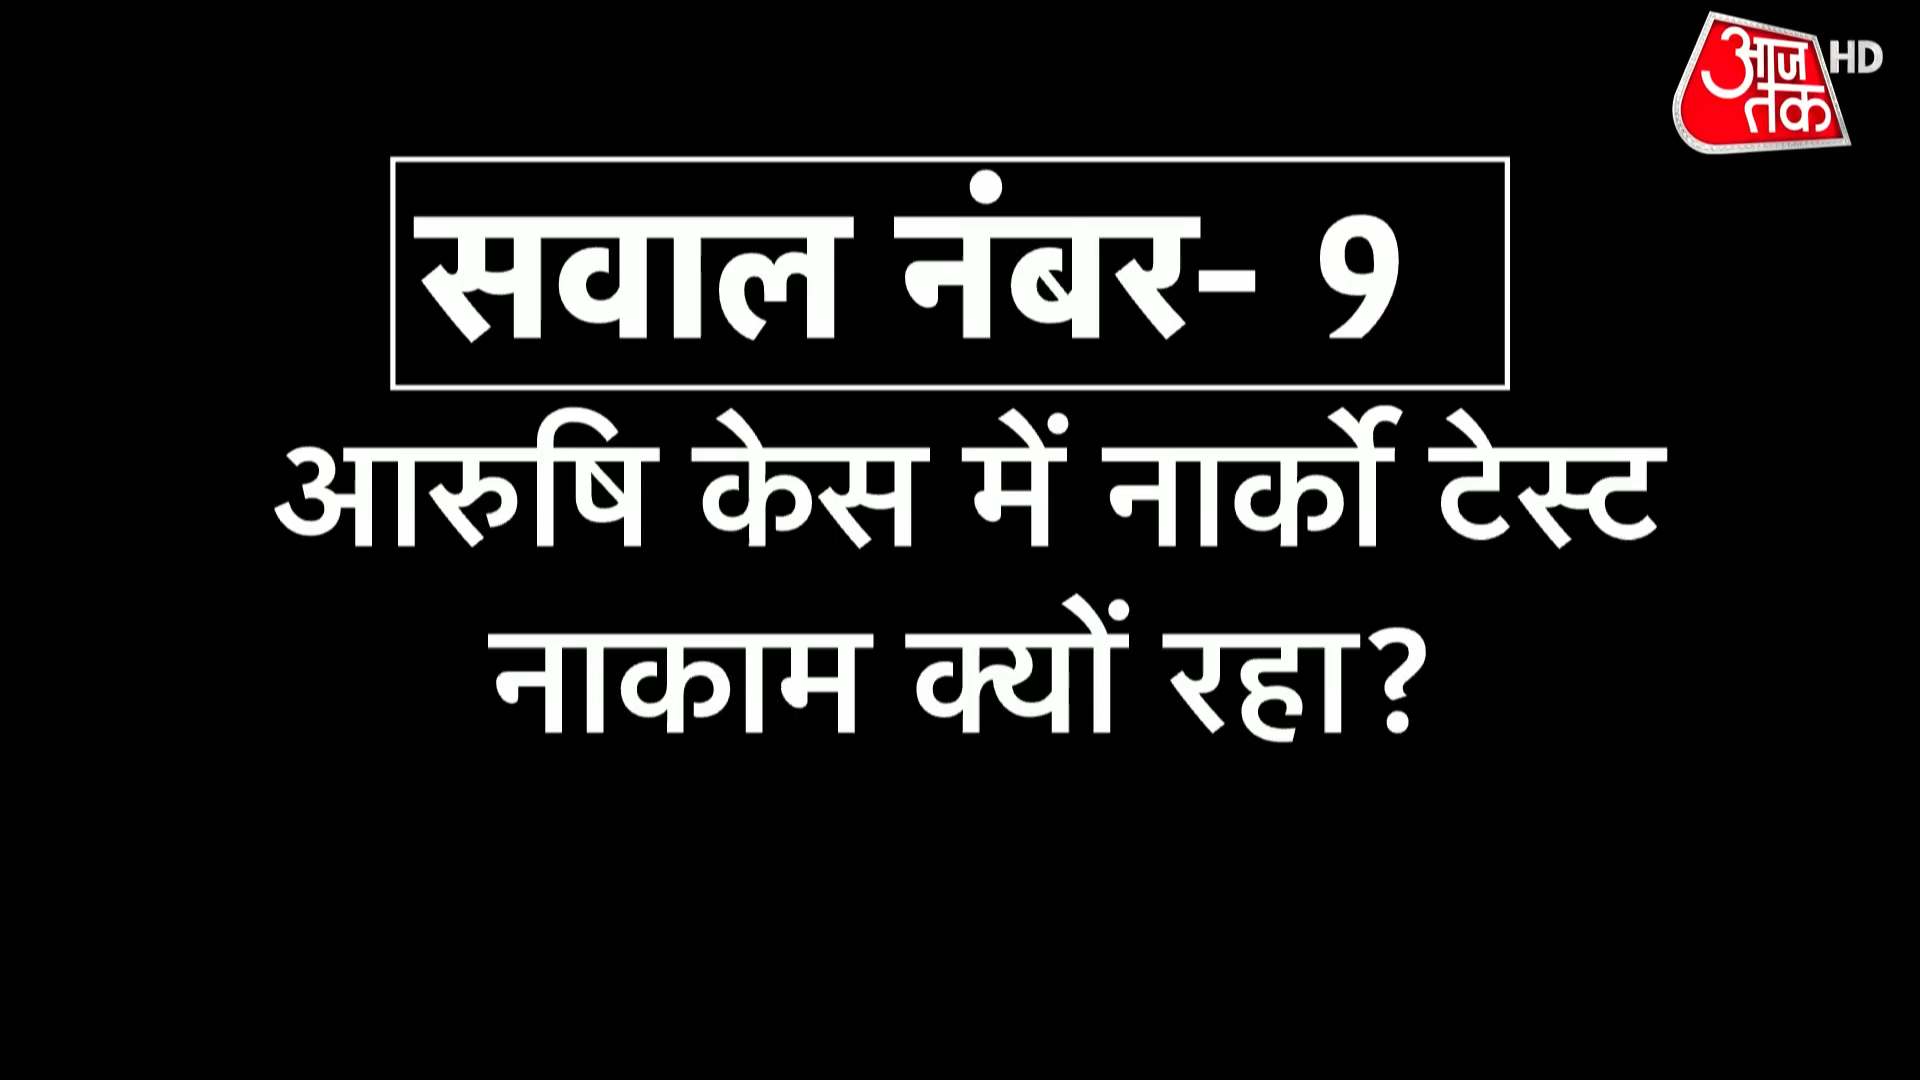 आज तक HD
सवाल नंबर- 9
आरुषि केस में नार्को टेस्ट
नाकाम क्यों रहा?